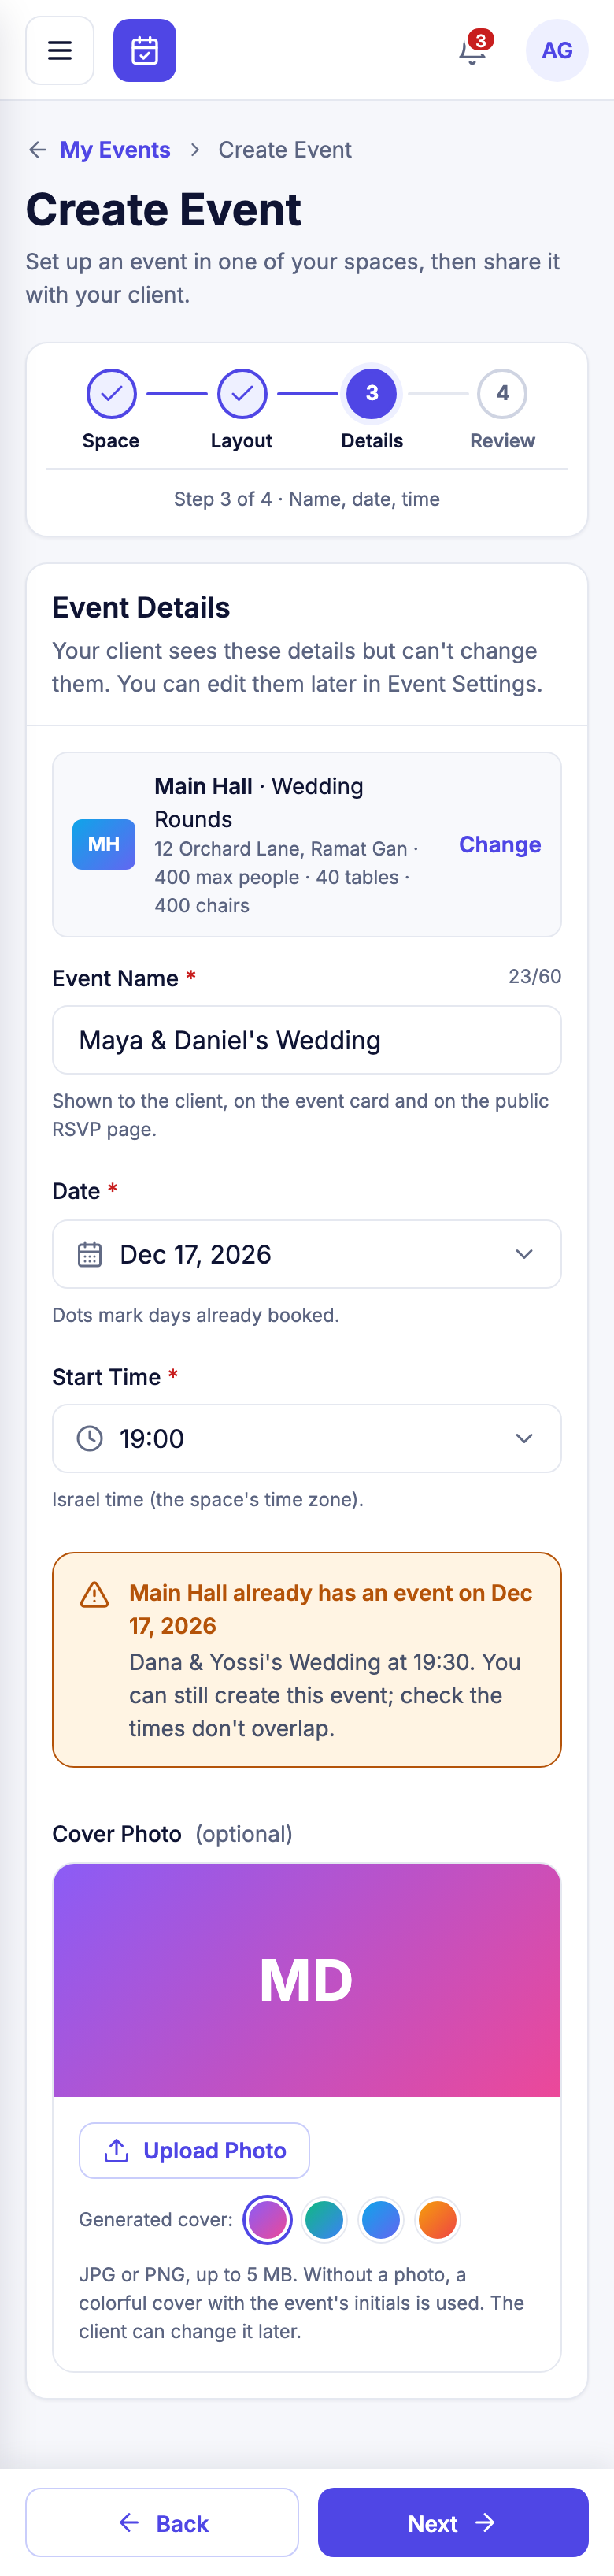 3
AG
My Events
Create Event
Create Event
Set up an event in one of your spaces, then share it
with your client.
3
4
Space
Layout
Details
Review
Step 3 of 4 · Name, date, time
Event Details
Your client sees these details but can't change
them. You can edit them later in Event Settings.
MH
Main Hall · Wedding
Rounds
12 Orchard Lane, Ramat Gan ·
400 max people · 40 tables ·
400 chairs
Change
Event Name *
23/60
Maya & Daniel's Wedding
Shown to the client, on the event card and on the public
RSVP page.
Date *
Dec 17, 2026
Dots mark days already booked.
Start Time *
19:00
Israel time (the space's time zone).
Main Hall already has an event on Dec
17, 2026
Dana & Yossi's Wedding at 19:30. You
can still create this event; check the
times don't overlap.
Cover Photo (optional)
MD
Upload Photo
Generated cover:
JPG or PNG, up to 5 MB. Without a photo, a
colorful cover with the event's initials is used. The
client can change it later.
Back
Next